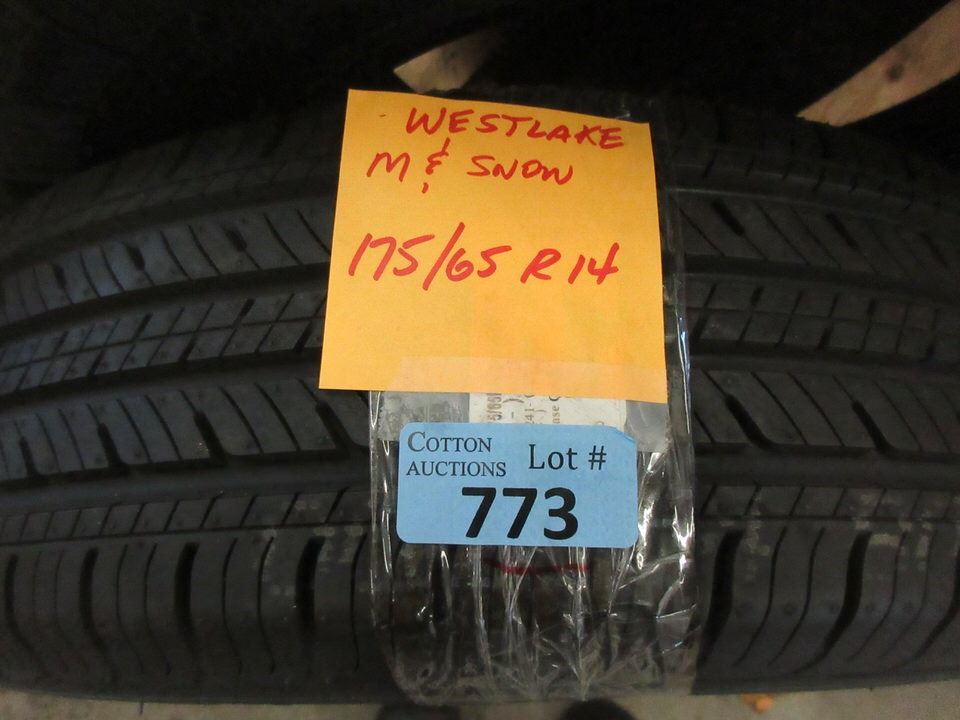 WESTLAKE
M & SNOW
175/65 R14
COTTON
AUCTIONS
Lot #
773